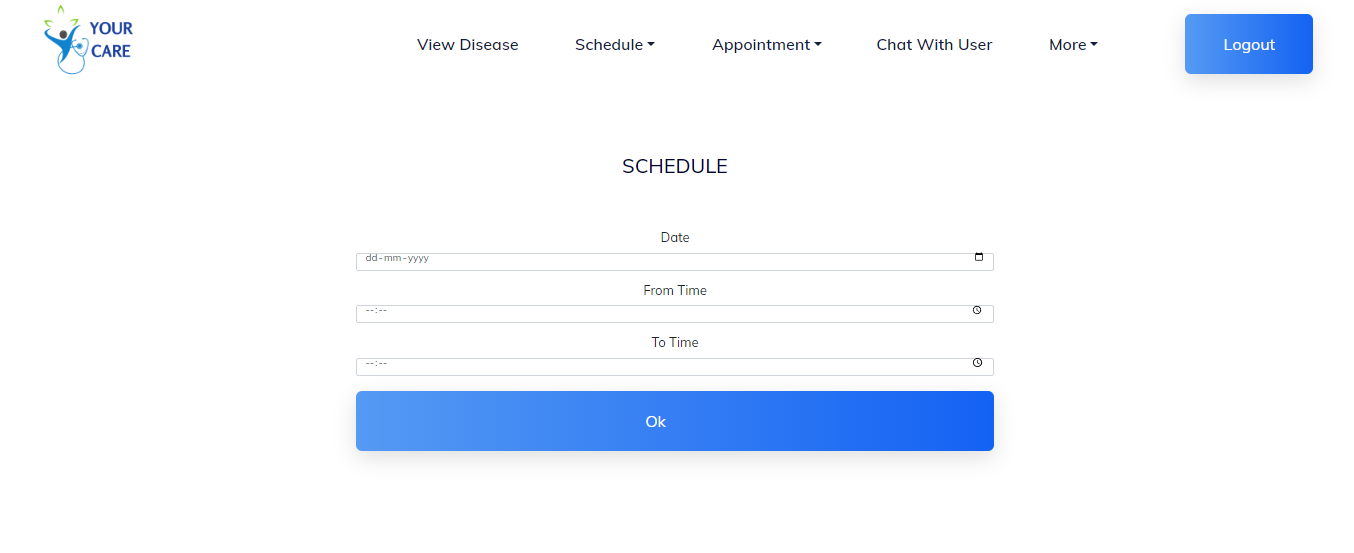 YOUR
CARE
View Disease Schedule Appointment Chat With User More Logout
SCHEDULE
Date
dd-mm-yyyy
From Time
--:--
To Time
--:--
Ok